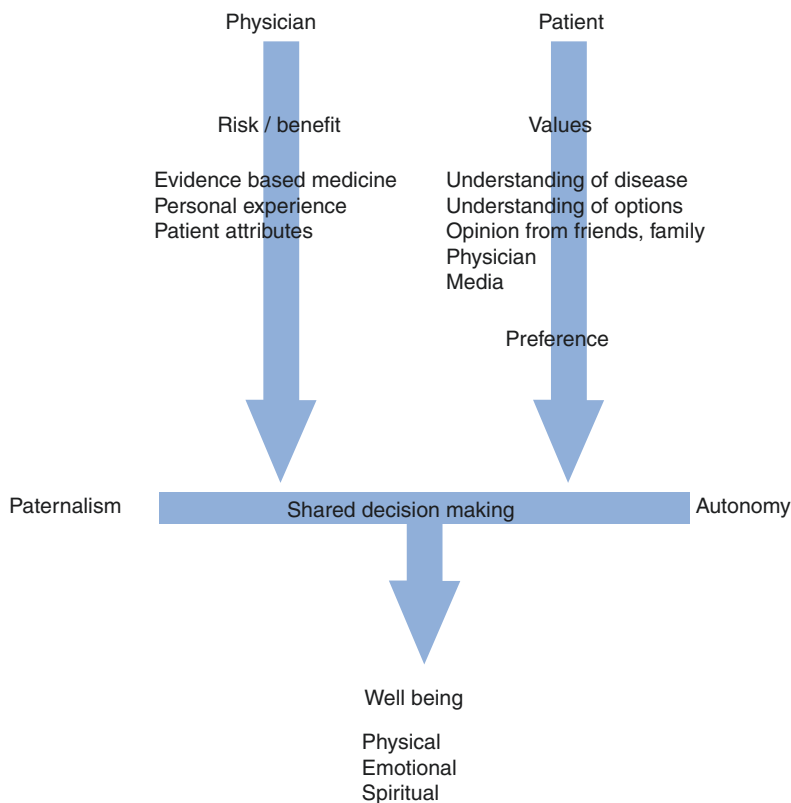 Physician
Patient
Risk / benefit
Values
Evidence based medicine
Personal experience
Patient attributes
Understanding of disease
Understanding of options
Opinion from friends, family
Physician
Media
Preference
Paternalism
Shared decision making
Autonomy
Well being
Physical
Emotional
Spiritual